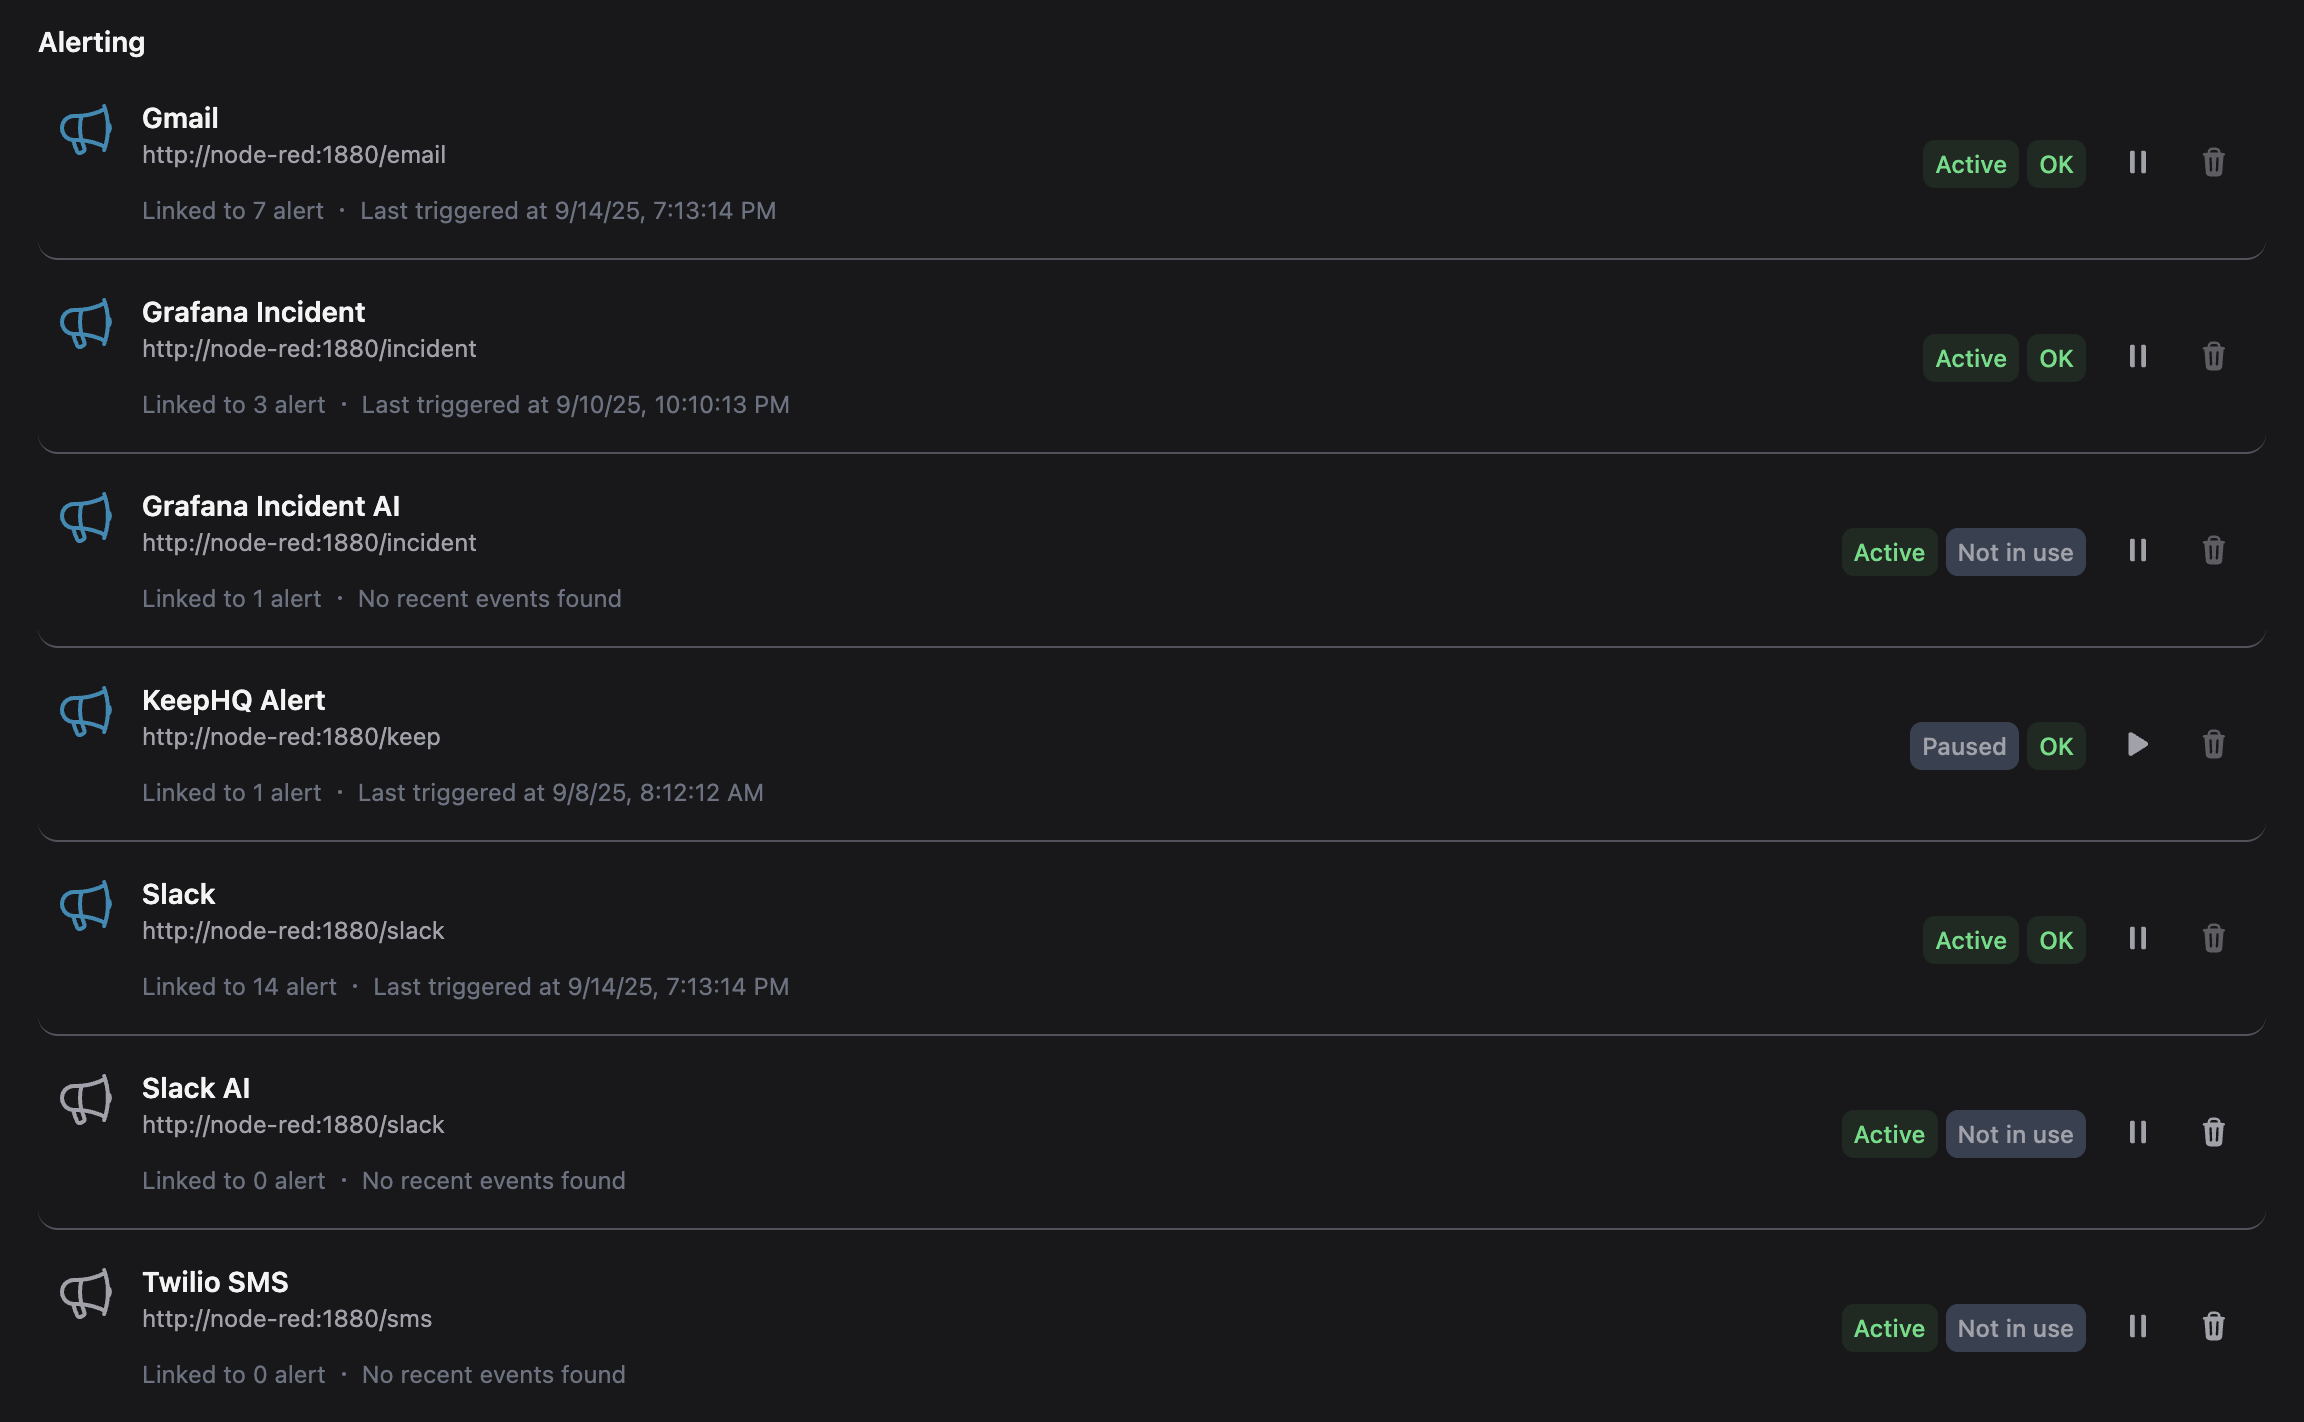 Alerting
Gmail
http://node-red:1880/email
Active OK
Linked to 7 alert · Last triggered at 9/14/25, 7:13:14 PM
Grafana Incident
http://node-red:1880/incident
Active OK
Linked to 3 alert · Last triggered at 9/10/25, 10:10:13 PM
Grafana Incident AI
http://node-red:1880/incident
Active Not in use
Linked to 1 alert · No recent events found
KeepHQ Alert
http://node-red:1880/keep
Paused OK
Linked to 1 alert · Last triggered at 9/8/25, 8:12:12 AM
Slack
http://node-red:1880/slack
Active OK
Linked to 14 alert · Last triggered at 9/14/25, 7:13:14 PM
Slack AI
http://node-red:1880/slack
Active Not in use
Linked to 0 alert · No recent events found
Twilio SMS
http://node-red:1880/sms
Active Not in use
Linked to 0 alert · No recent events found